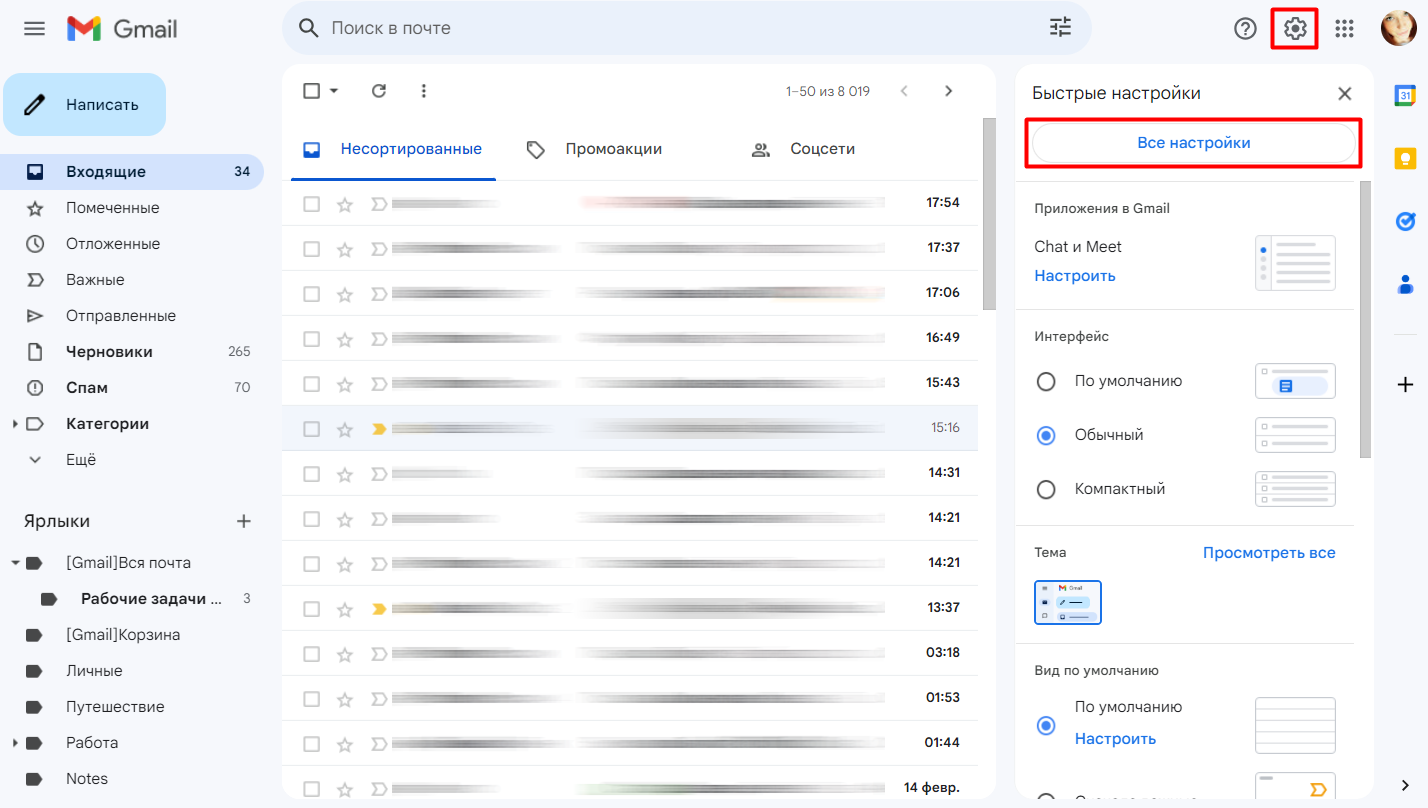 Gmail
Поиск в почте
Написать
Входящие 34
Помеченные
Отложенные
Важные
Отправленные
Черновики 265
Спам 70
Категории
Ещё
Ярлыки
[Gmail]Вся почта
Рабочие задачи ... 3
[Gmail]Корзина
Личные
Путешествие
Работа
Notes
1–50 из 8 019
Несортированные Промоакции Соцсети
17:54
17:37
17:06
16:49
15:43
15:16
14:31
14:21
14:21
13:37
03:18
01:53
01:44
14 февр.
Быстрые настройки
Все настройки
Приложения в Gmail
Chat и Meet
Настроить
Интерфейс
По умолчанию
Обычный
Компактный
Тема Просмотреть все
Gmail
Вид по умолчанию
По умолчанию
Настроить
31